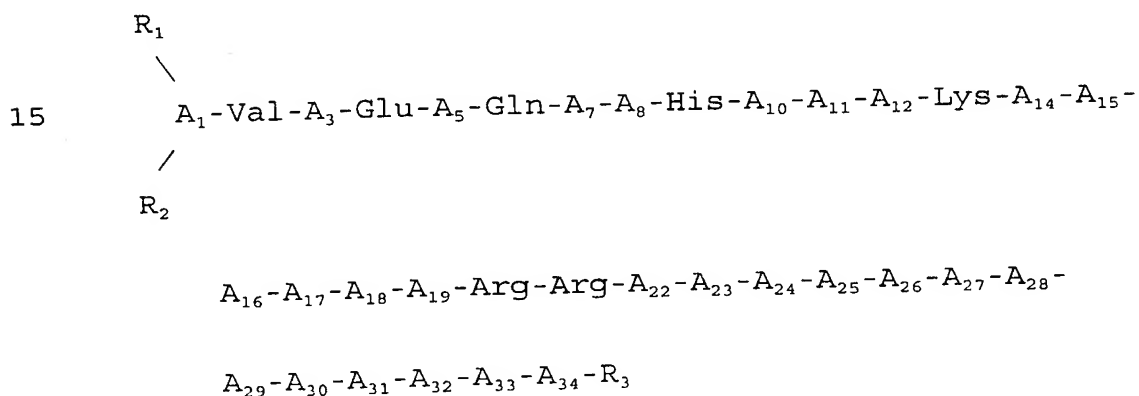 R₁
15 A₁-Val-A₃-Glu-A₅-Gln-A₇-A₈-His-A₁₀-A₁₁-A₁₂-Lys-A₁₄-A₁₅-
R₂
A₁₆-A₁₇-A₁₈-A₁₉-Arg-Arg-A₂₂-A₂₃-A₂₄-A₂₅-A₂₆-A₂₇-A₂₈-
A₂₉-A₃₀-A₃₁-A₃₂-A₃₃-A₃₄-R₃